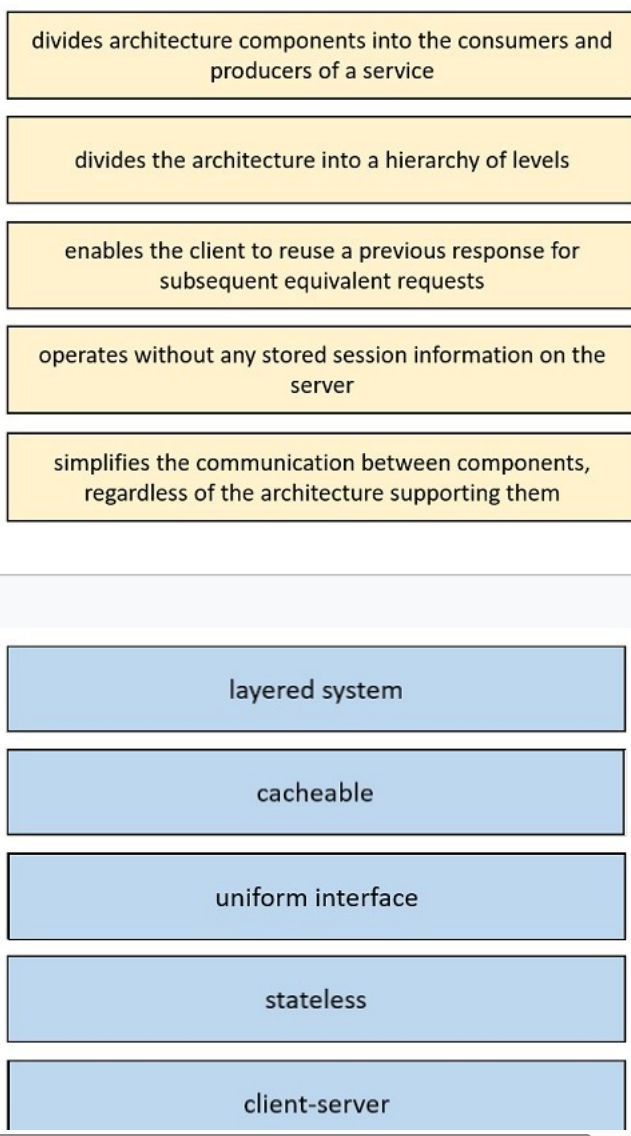 divides architecture components into the consumers and
producers of a service
divides the architecture into a hierarchy of levels
enables the client to reuse a previous response for
subsequent equivalent requests
operates without any stored session information on the
server
simplifies the communication between components,
regardless of the architecture supporting them
layered system
cacheable
uniform interface
stateless
client-server